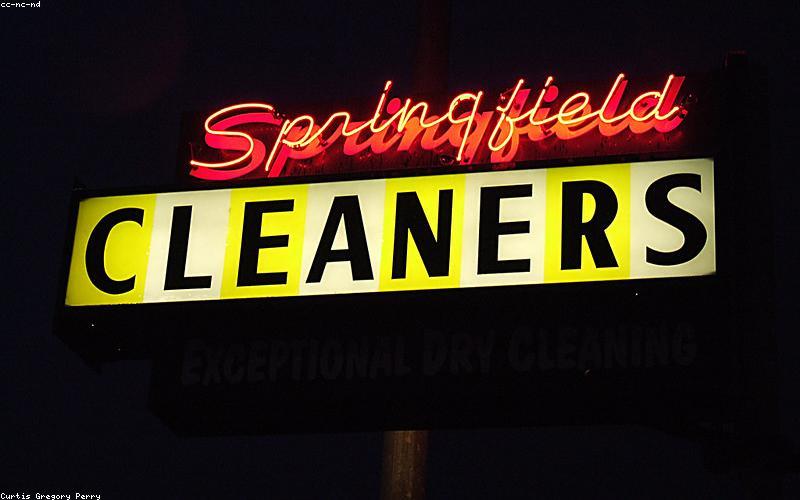 cc-nc-nd
Springfield
CLEANERS
EXCEPTIONAL DRY CLEANING
Curtis Gregory Perry